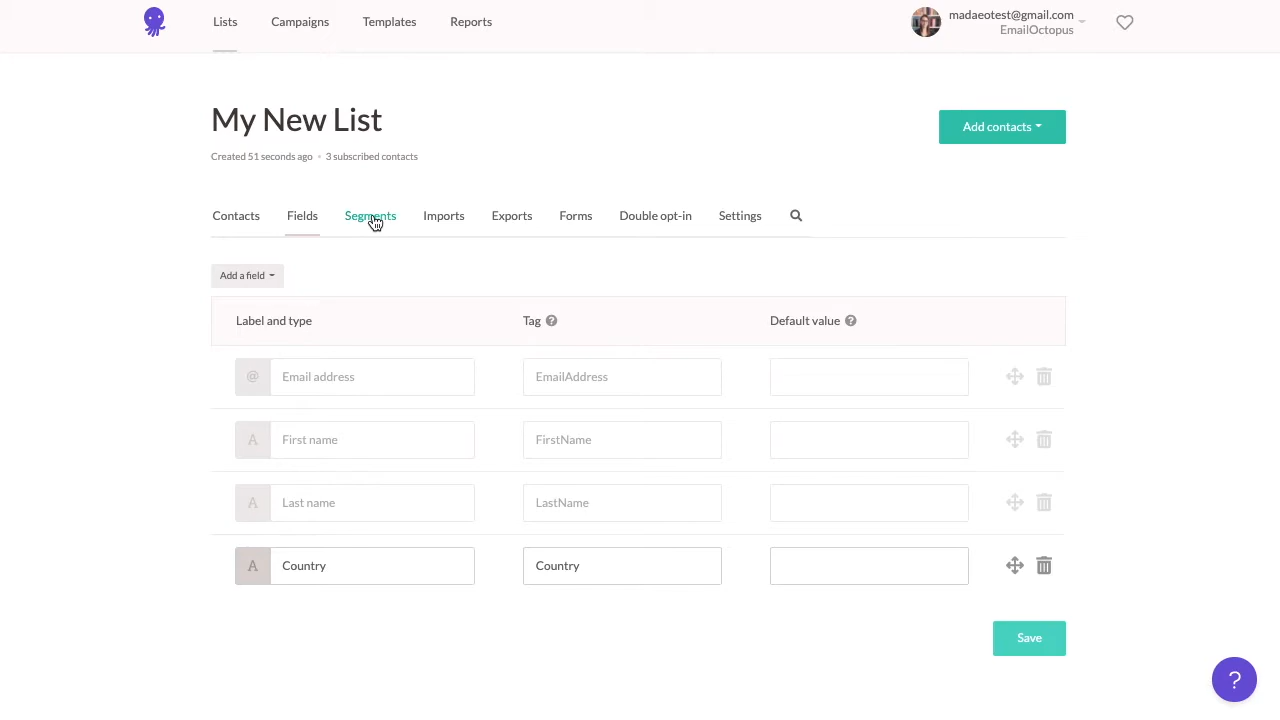 Lists Campaigns Templates Reports
madaeotest@gmail.com
EmailOctopus
My New List
Add contacts
Created 51 seconds ago • 3 subscribed contacts
Contacts Fields Segments Imports Exports Forms Double opt-in Settings
Add a field
Label and type Tag ? Default value ?
@ Email address EmailAddress
A First name FirstName
A Last name LastName
A Country Country
Save
?